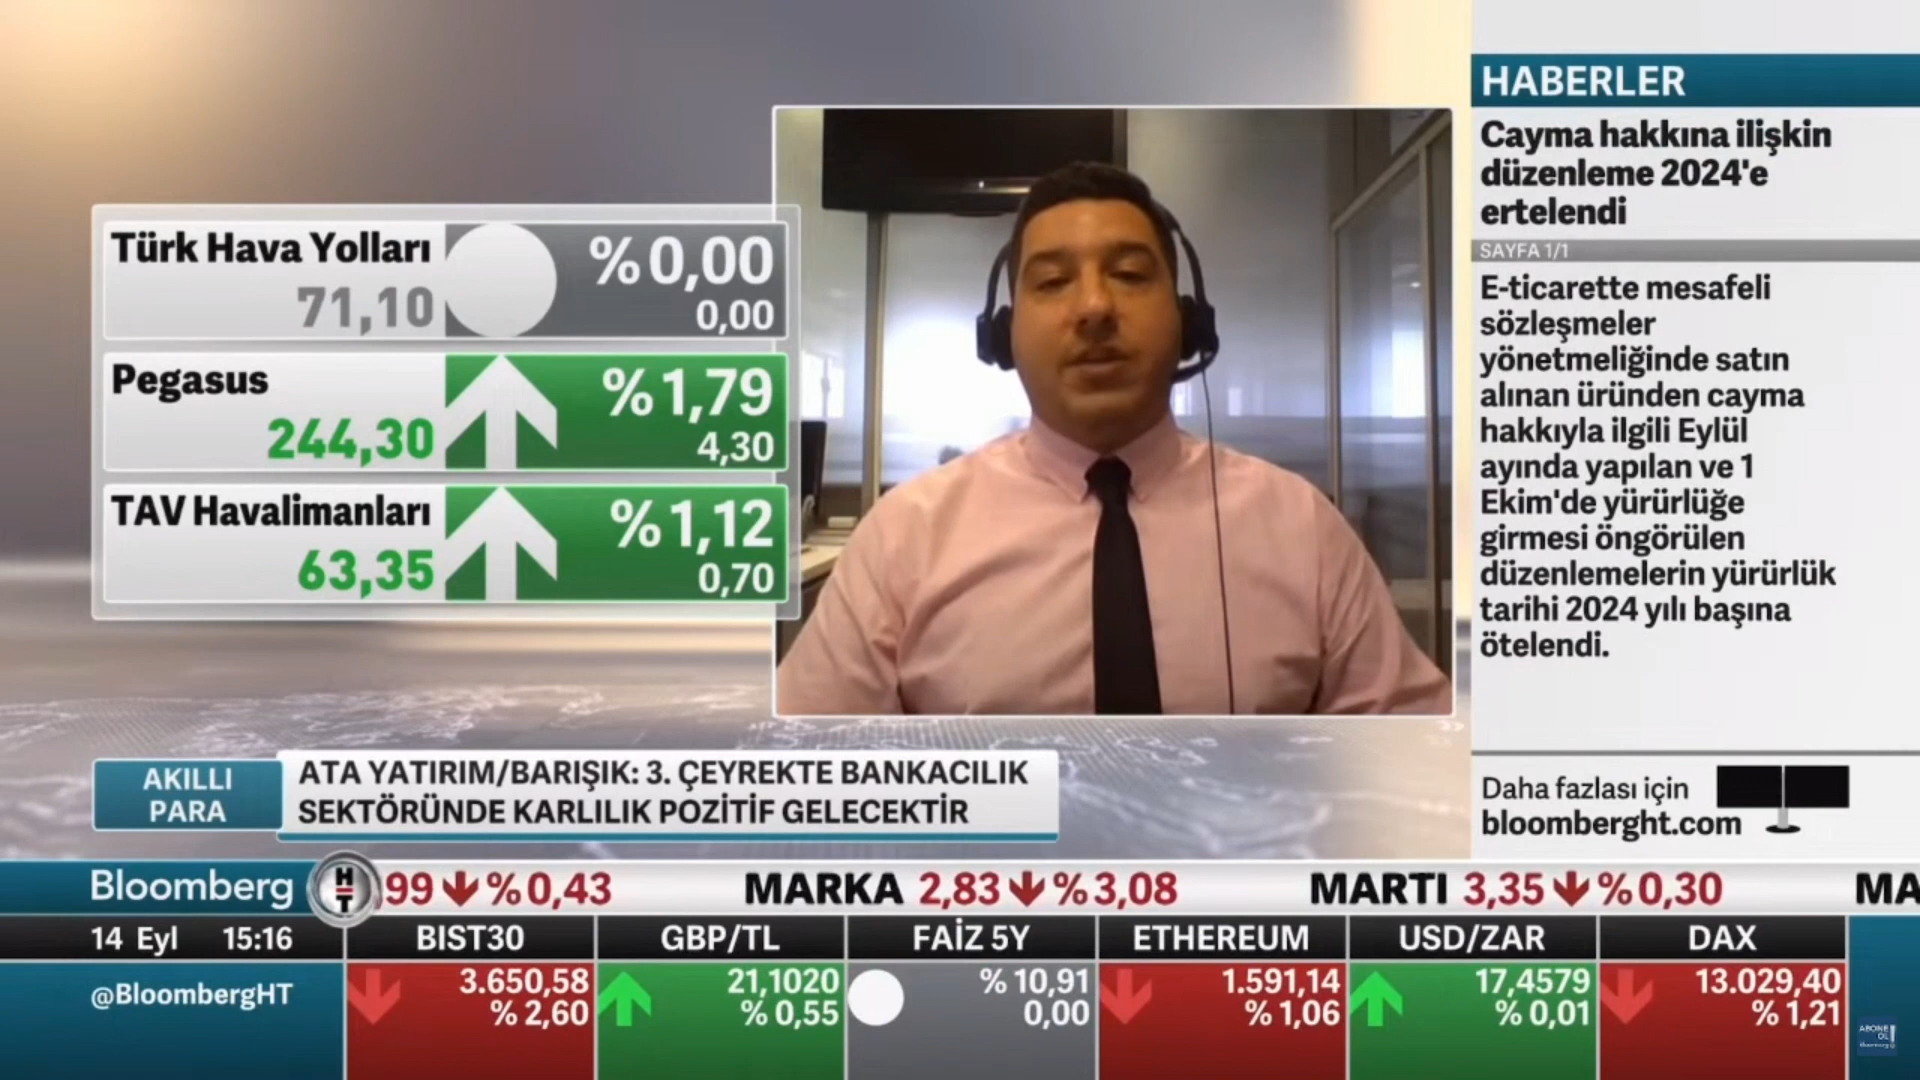 HABERLER
Cayma hakkına ilişkin
düzenleme 2024'e
ertelendi
SAYFA 1/1
E-ticarette mesafeli
sözleşmeler
yönetmeliğinde satın
alınan üründen cayma
hakkıyla ilgili Eylül
ayında yapılan ve 1
Ekim'de yürürlüğe
girmesi öngörülen
düzenlemelerin yürürlük
tarihi 2024 yılı başına
ötelendi.
Daha fazlası için
bloomberght.com
Türk Hava Yolları
71,10
%0,00
0,00
Pegasus
244,30
%1,79
4,30
TAV Havalimanları
63,35
%1,12
0,70
AKILLI
PARA
ATA YATIRIM/BARIŞIK: 3. ÇEYREKTE BANKACILIK
SEKTÖRÜNDE KARLILIK POZİTİF GELECEKTİR
Bloomberg HT
,99 %0,43 MARKA 2,83 %3,08 MARTI 3,35 %0,30 MA
14 Eyl 15:16
@BloombergHT
BIST30
3.650,58
% 2,60
GBP/TL
21,1020
% 0,55
FAİZ 5Y
% 10,91
0,00
ETHEREUM
1.591,14
% 1,06
USD/ZAR
17,4579
% 0,01
DAX
13.029,40
% 1,21
ABONE
OL!